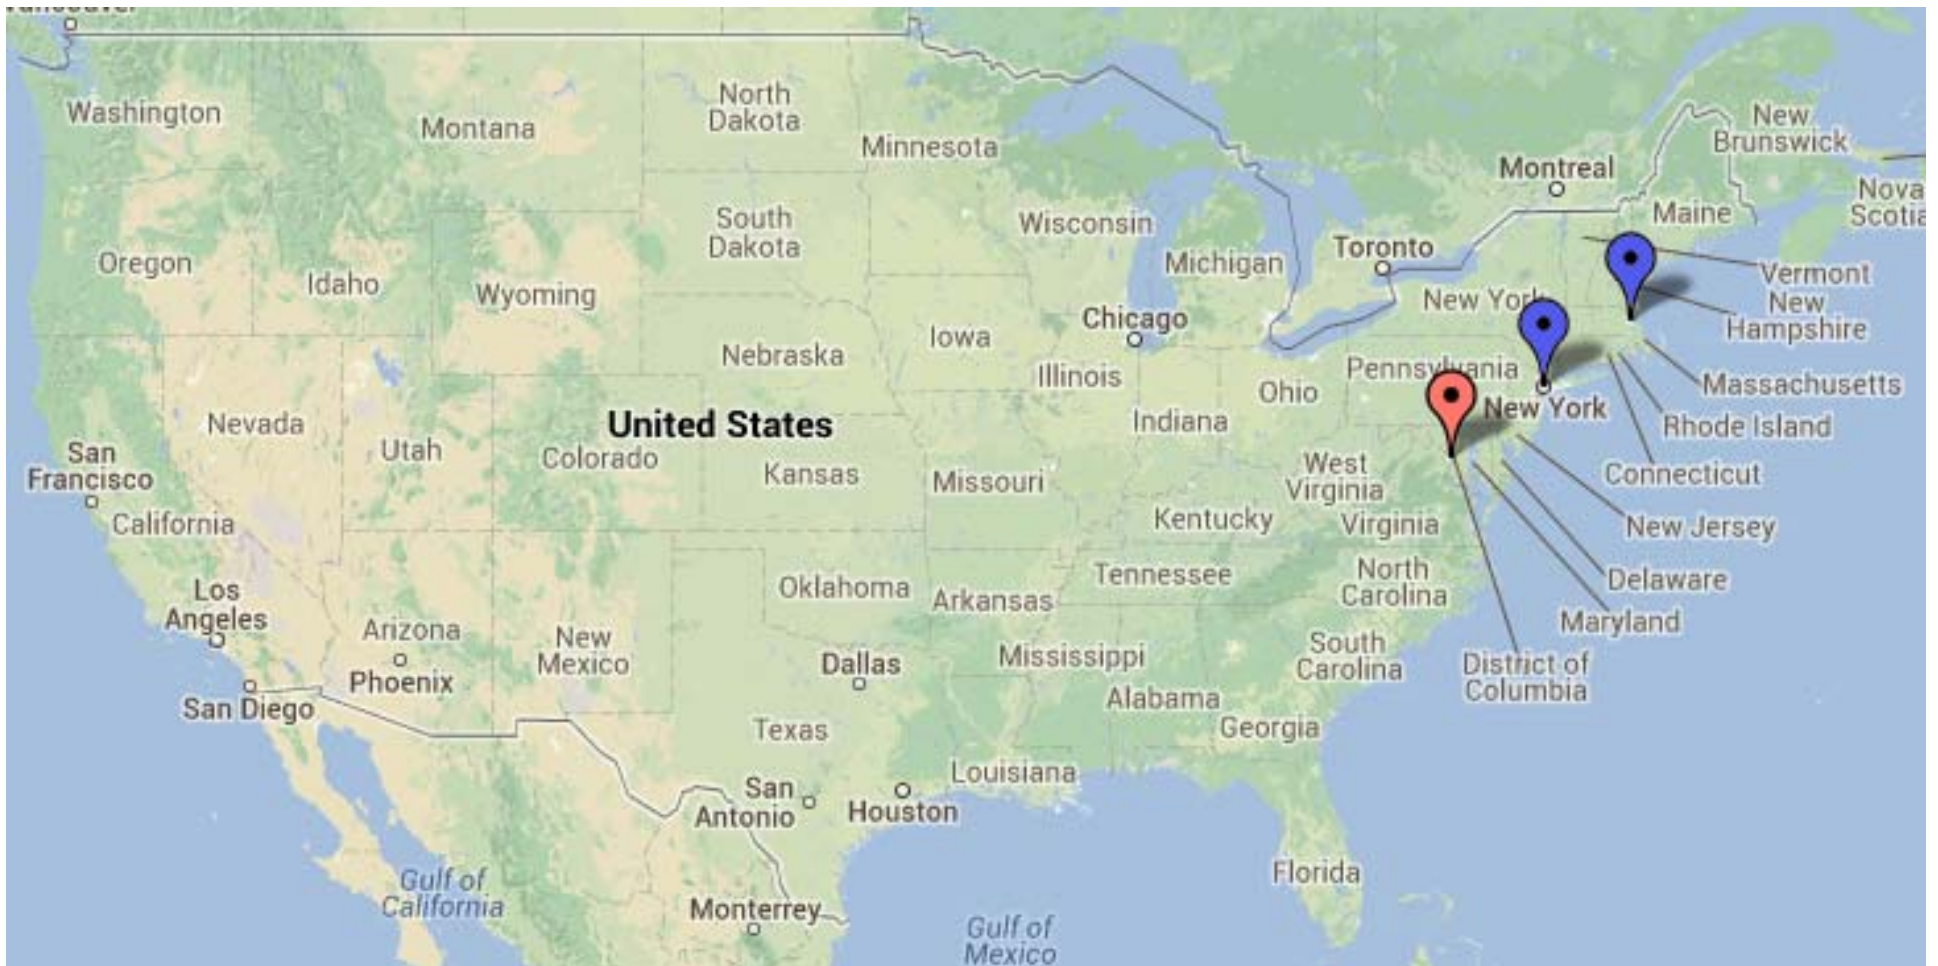 Vancouver
Washington
Montana
North
Dakota
Minnesota
New
Brunswick
Montreal
Nova
Scotia
Maine
South
Dakota
Wisconsin
Oregon
Idaho
Wyoming
Michigan
Toronto
Vermont
New
Hampshire
New York
Chicago
Iowa
Nebraska
Illinois
Ohio
Pennsylvania
Massachusetts
New York
Rhode Island
Nevada
Utah
United States
Colorado
Kansas
Indiana
Missouri
West
Virginia
Connecticut
San
Francisco
California
Kentucky
Virginia
New Jersey
Los
Angeles
Arizona
Phoenix
New
Mexico
Oklahoma
Arkansas
Tennessee
North
Carolina
Delaware
Maryland
San Diego
Dallas
Mississippi
South
Carolina
District of
Columbia
Alabama
Texas
Georgia
San
Antonio
Houston
Louisiana
Gulf of
California
Monterrey
Gulf of
Mexico
Florida